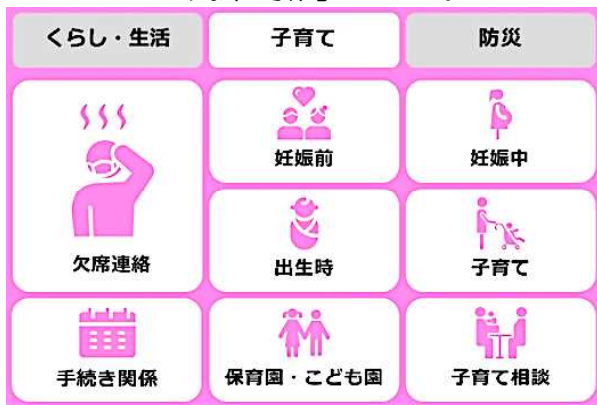 くらし・生活
子育て
防災
欠席連絡
妊娠前
妊娠中
出生時
子育て
手続き関係
保育園・こども園
子育て相談